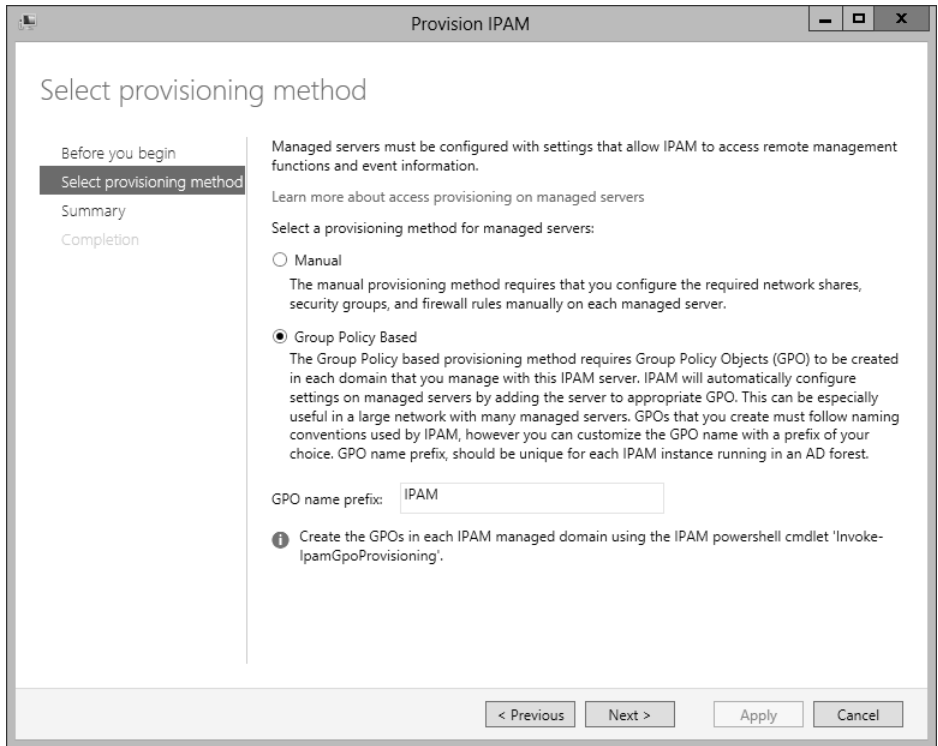 Provision IPAM
Select provisioning method
Before you begin
Select provisioning method
Summary
Completion
Managed servers must be configured with settings that allow IPAM to access remote management
functions and event information.
Learn more about access provisioning on managed servers
Select a provisioning method for managed servers:
Manual
The manual provisioning method requires that you configure the required network shares,
security groups, and firewall rules manually on each managed server.
Group Policy Based
The Group Policy based provisioning method requires Group Policy Objects (GPO) to be created
in each domain that you manage with this IPAM server. IPAM will automatically configure
settings on managed servers by adding the server to appropriate GPO. This can be especially
useful in a large network with many managed servers. GPOs that you create must follow naming
conventions used by IPAM, however you can customize the GPO name with a prefix of your
choice. GPO name prefix, should be unique for each IPAM instance running in an AD forest.
GPO name prefix: IPAM
Create the GPOs in each IPAM managed domain using the IPAM powershell cmdlet 'Invoke-
IpamGpoProvisioning'.
< Previous Next > Apply Cancel